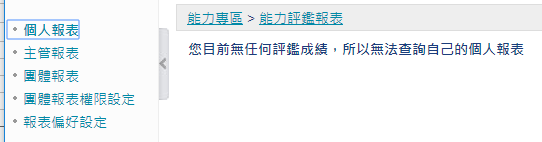 個人報表
主管報表
團體報表
團體報表權限設定
報表偏好設定
能力專區 > 能力評鑑報表
您目前無任何評鑑成績，所以無法查詢自己的個人報表